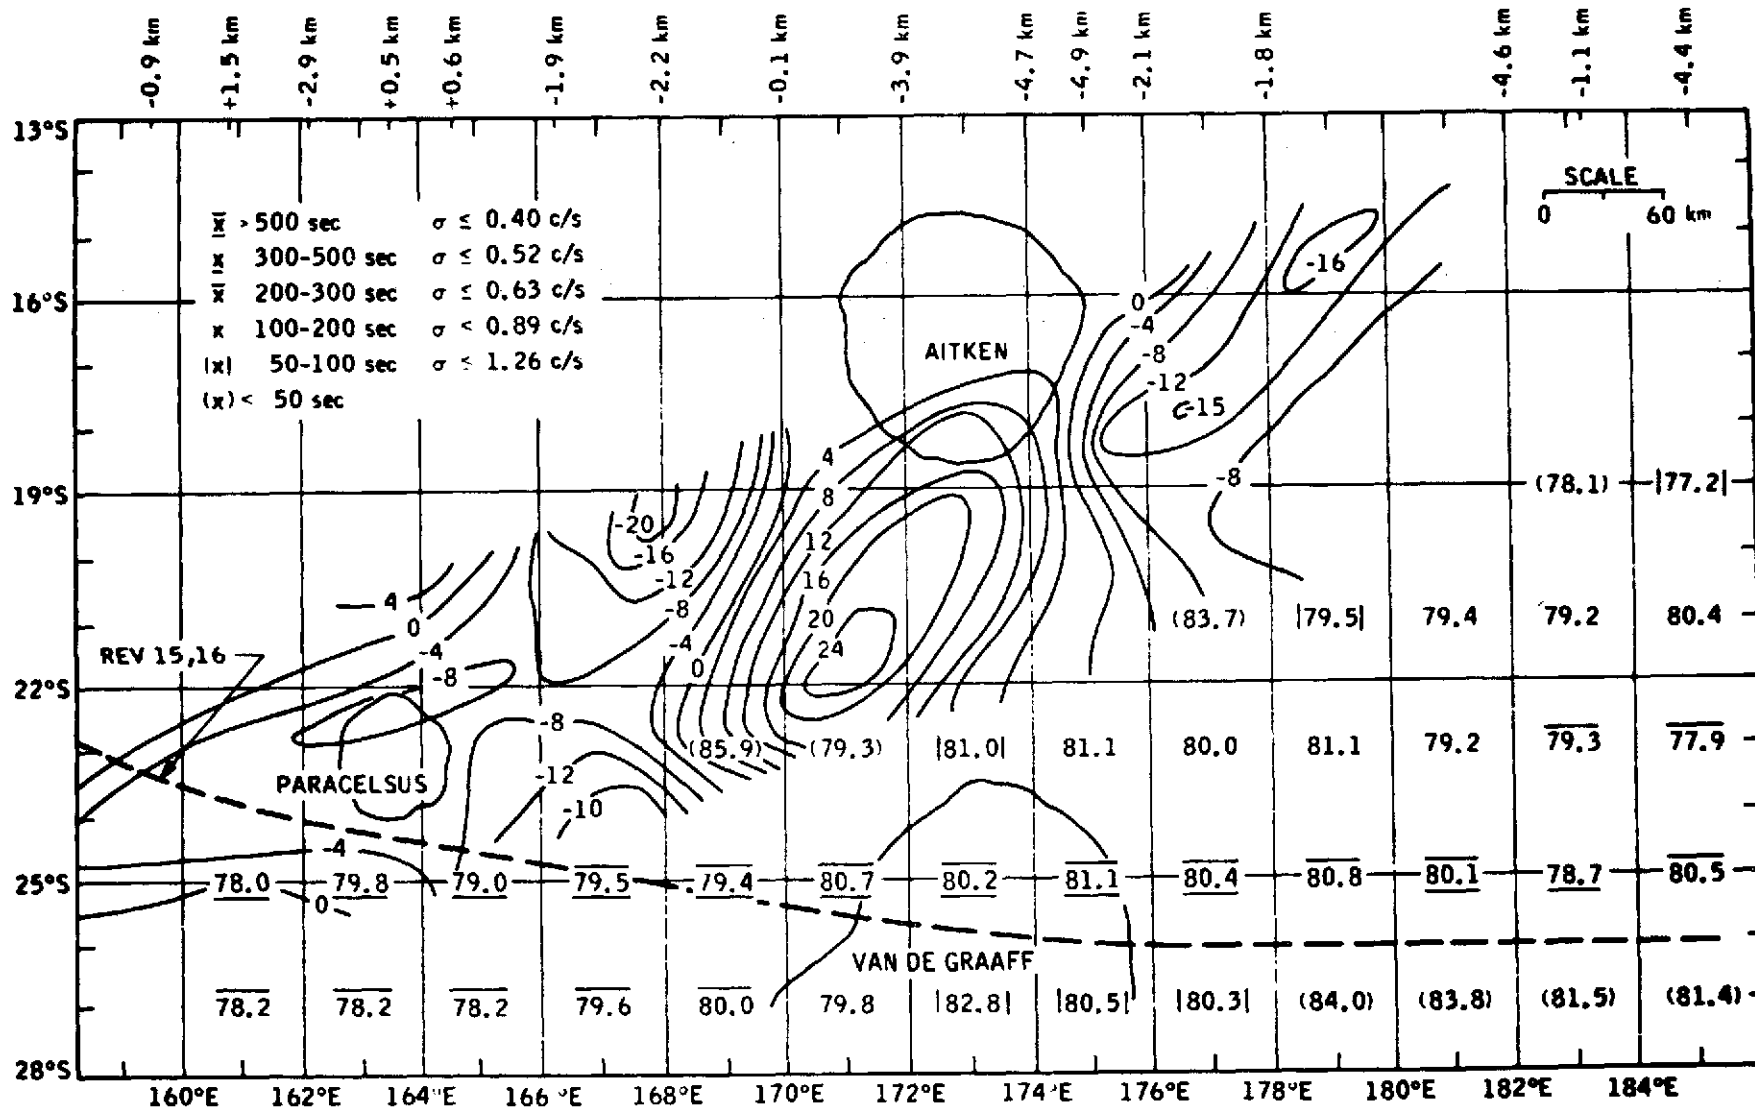 -0.9 km
+1.5 km
-2.9 km
+0.5 km
+0.6 km
-1.9 km
-2.2 km
-0.1 km
-3.9 km
-4.7 km
-4.9 km
-2.1 km
-1.8 km
-4.6 km
-1.1 km
-4.4 km
13°S
SCALE
0 60 km
|x| > 500 sec σ ≤ 0.40 c/s
x 300-500 sec σ ≤ 0.52 c/s
x 200-300 sec σ ≤ 0.63 c/s
x 100-200 sec σ < 0.89 c/s
|x| 50-100 sec σ ≤ 1.26 c/s
(x) < 50 sec
-16
16°S
0
-4
-8
-12
-15
AITKEN
4
8
12
16
20
24
19°S
-8
(78.1) |77.2|
-20
-16
-12
-8
-4
0
4
0
-4
-8
(83.7) |79.5| 79.4 79.2 80.4
REV 15,16
22°S
-8
-12
-10
(85.9) (79.3) |81.0| 81.1 80.0 81.1 79.2 79.3 77.9
PARACELSUS
-4
25°S 78.0 79.8 79.0 79.5 79.4 80.7 80.2 81.1 80.4 80.8 80.1 78.7 80.5
0
VAN DE GRAAFF
78.2 78.2 78.2 79.6 80.0 79.8 |82.8| |80.5| |80.3| (84.0) (83.8) (81.5) (81.4)
28°S
160°E 162°E 164°E 166°E 168°E 170°E 172°E 174°E 176°E 178°E 180°E 182°E 184°E